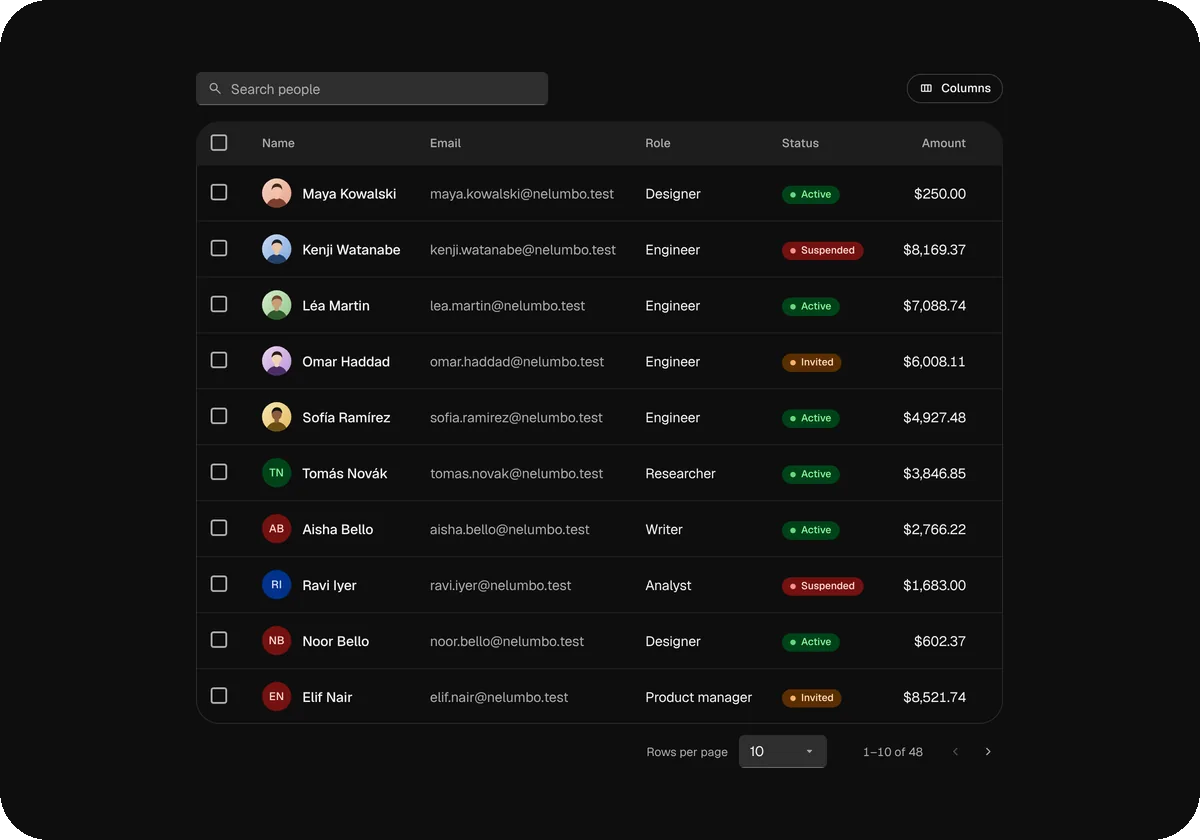 Search people
Columns
Name Email Role Status Amount
Maya Kowalski maya.kowalski@nelumbo.test Designer Active $250.00
Kenji Watanabe kenji.watanabe@nelumbo.test Engineer Suspended $8,169.37
Léa Martin lea.martin@nelumbo.test Engineer Active $7,088.74
Omar Haddad omar.haddad@nelumbo.test Engineer Invited $6,008.11
Sofía Ramírez sofia.ramirez@nelumbo.test Engineer Active $4,927.48
TN Tomás Novák tomas.novak@nelumbo.test Researcher Active $3,846.85
AB Aisha Bello aisha.bello@nelumbo.test Writer Active $2,766.22
RI Ravi Iyer ravi.iyer@nelumbo.test Analyst Suspended $1,683.00
NB Noor Bello noor.bello@nelumbo.test Designer Active $602.37
EN Elif Nair elif.nair@nelumbo.test Product manager Invited $8,521.74
Rows per page 10 1–10 of 48